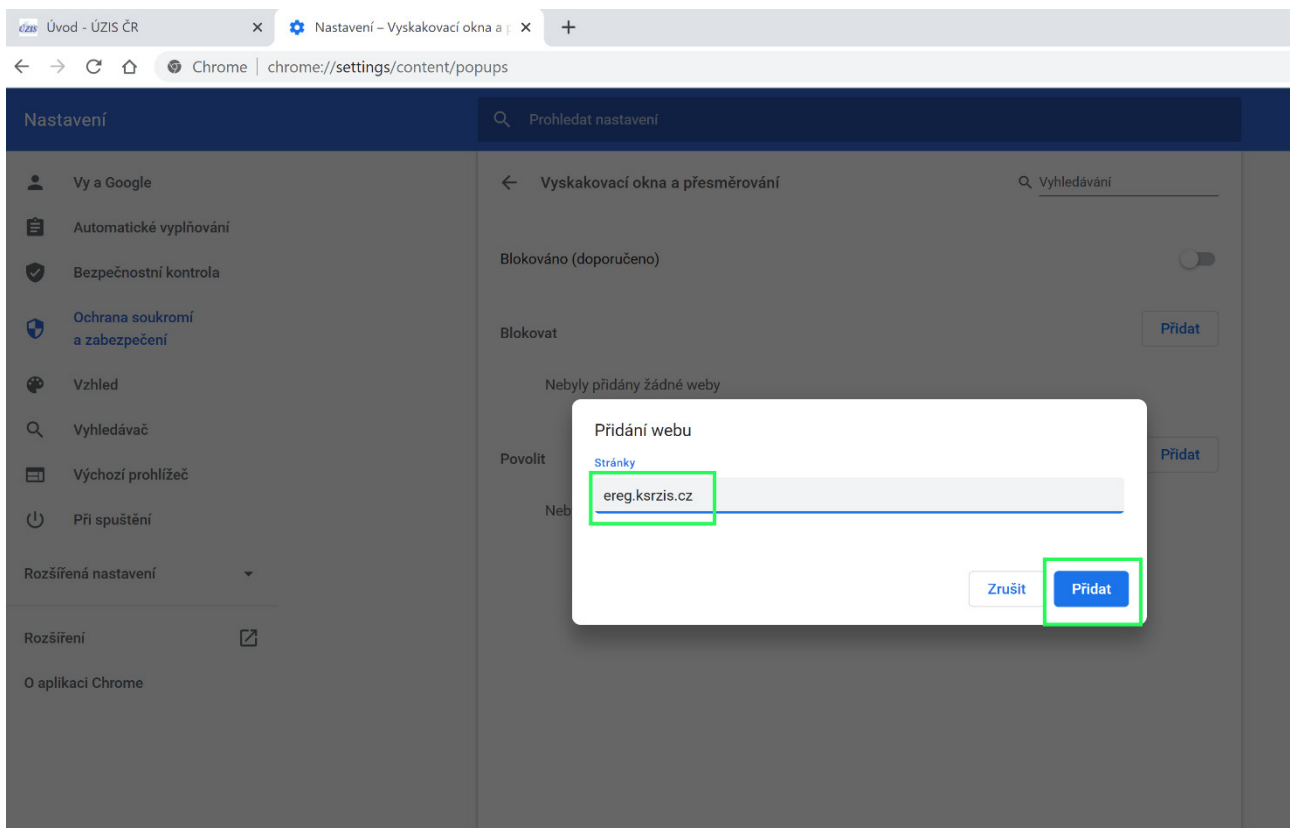 úzis Úvod - ÚZIS ČR
Nastavení – Vyskakovací okna a p
Chrome | chrome://settings/content/popups
Nastavení
Prohledat nastavení
Vy a Google
Automatické vyplňování
Bezpečnostní kontrola
Ochrana soukromí
a zabezpečení
Vzhled
Vyhledávač
Výchozí prohlížeč
Při spuštění
Rozšířená nastavení
Rozšíření
O aplikaci Chrome
Vyskakovací okna a přesměrování
Vyhledávání
Blokováno (doporučeno)
Blokovat
Přidat
Nebyly přidány žádné weby
Povolit
Přidat
Neb
Přidání webu
Stránky
ereg.ksrzis.cz
Zrušit
Přidat